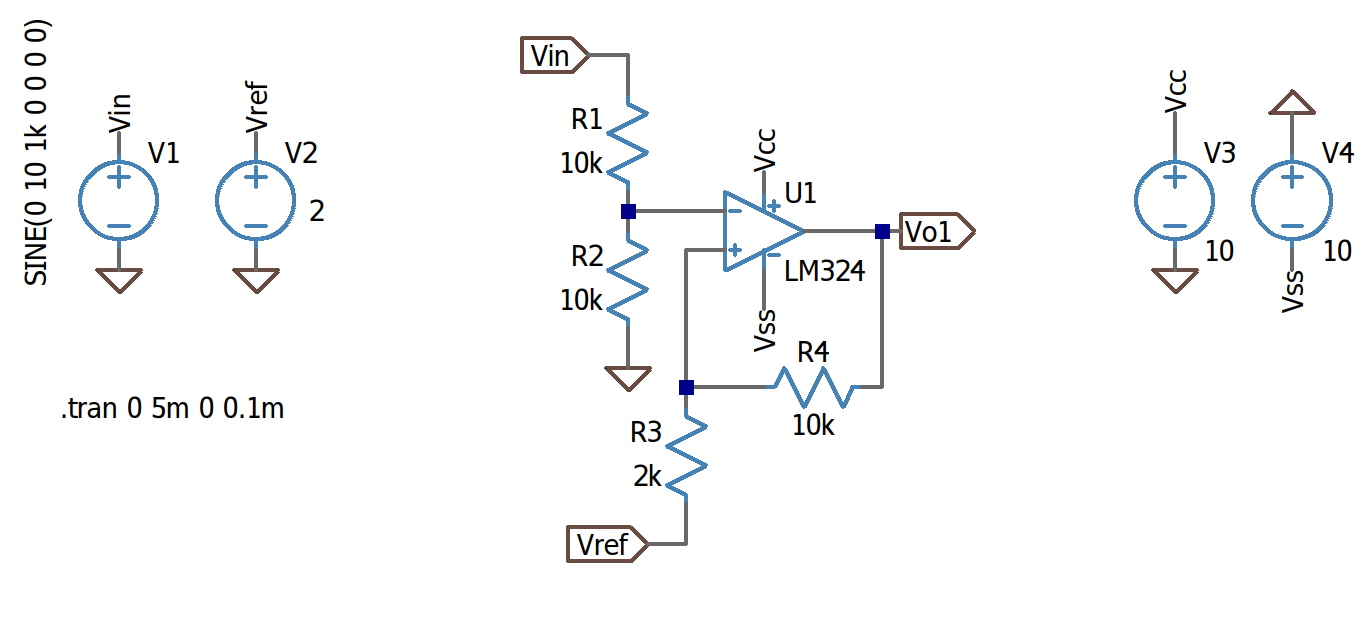 SINE(0 10 1k 0 0 0 0)
Vin
V1
Vref
V2
2
.tran 0 5m 0 0.1m
Vin
R1
10k
R2
10k
Vcc
U1
LM324
Vss
Vo1
R4
10k
R3
2k
Vref
Vcc
V3
10
V4
10
Vss